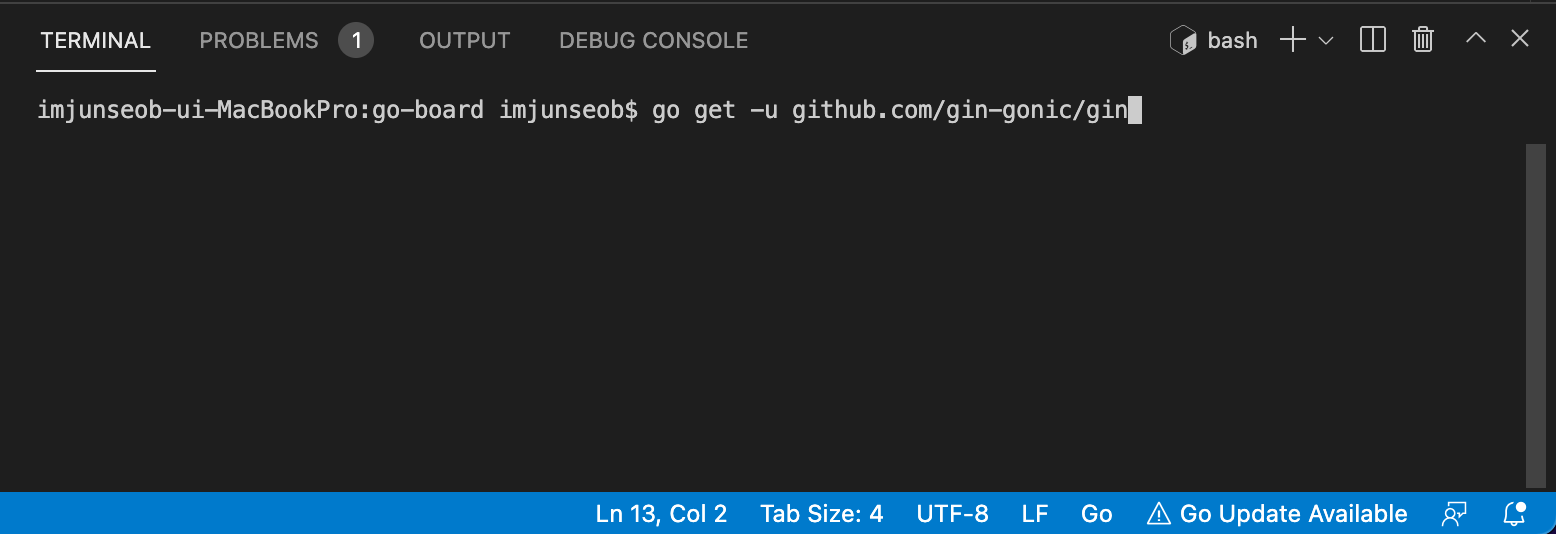 TERMINAL PROBLEMS 1 OUTPUT DEBUG CONSOLE bash
imjunseob-ui-MacBookPro:go-board imjunseob$ go get -u github.com/gin-gonic/gin
Ln 13, Col 2 Tab Size: 4 UTF-8 LF Go Go Update Available